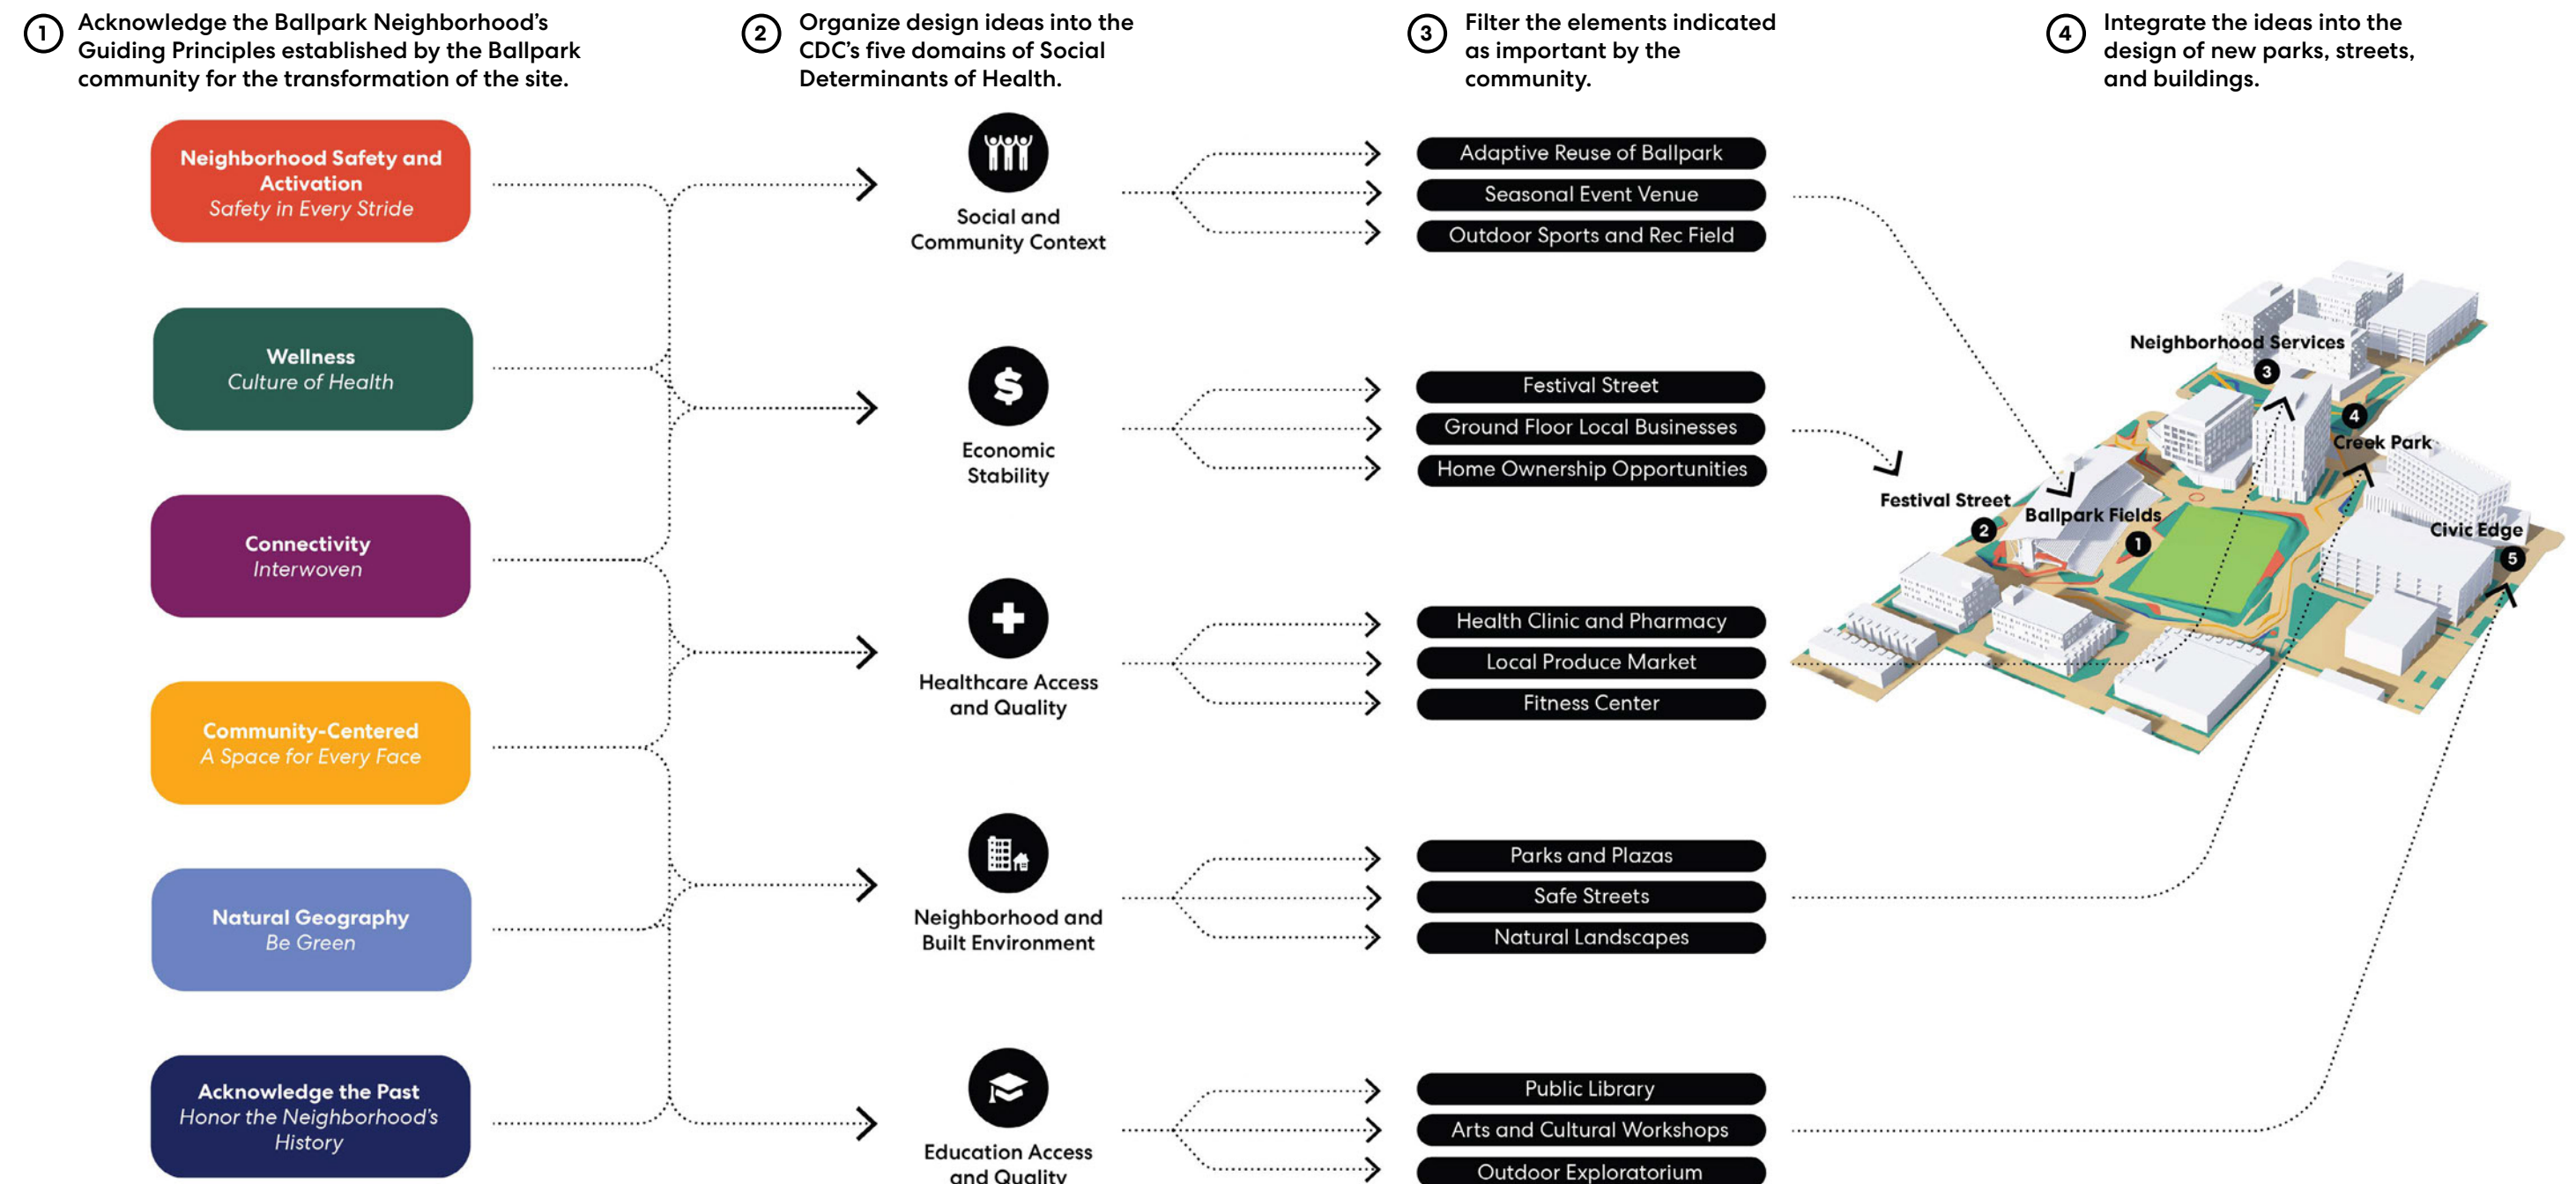 1
Acknowledge the Ballpark Neighborhood's
Guiding Principles established by the Ballpark
community for the transformation of the site.
2
Organize design ideas into the
CDC's five domains of Social
Determinants of Health.
3
Filter the elements indicated
as important by the
community.
4
Integrate the ideas into the
design of new parks, streets,
and buildings.
Neighborhood Safety and
Activation
Safety in Every Stride
Wellness
Culture of Health
Connectivity
Interwoven
Community-Centered
A Space for Every Face
Natural Geography
Be Green
Acknowledge the Past
Honor the Neighborhood's
History
Social and
Community Context
$
Economic
Stability
Healthcare Access
and Quality
Neighborhood and
Built Environment
Education Access
and Quality
Adaptive Reuse of Ballpark
Seasonal Event Venue
Outdoor Sports and Rec Field
Festival Street
Ground Floor Local Businesses
Home Ownership Opportunities
Health Clinic and Pharmacy
Local Produce Market
Fitness Center
Parks and Plazas
Safe Streets
Natural Landscapes
Public Library
Arts and Cultural Workshops
Outdoor Exploratorium
Neighborhood Services
3
4
Creek Park
Festival Street
2
Ballpark Fields
1
Civic Edge
5